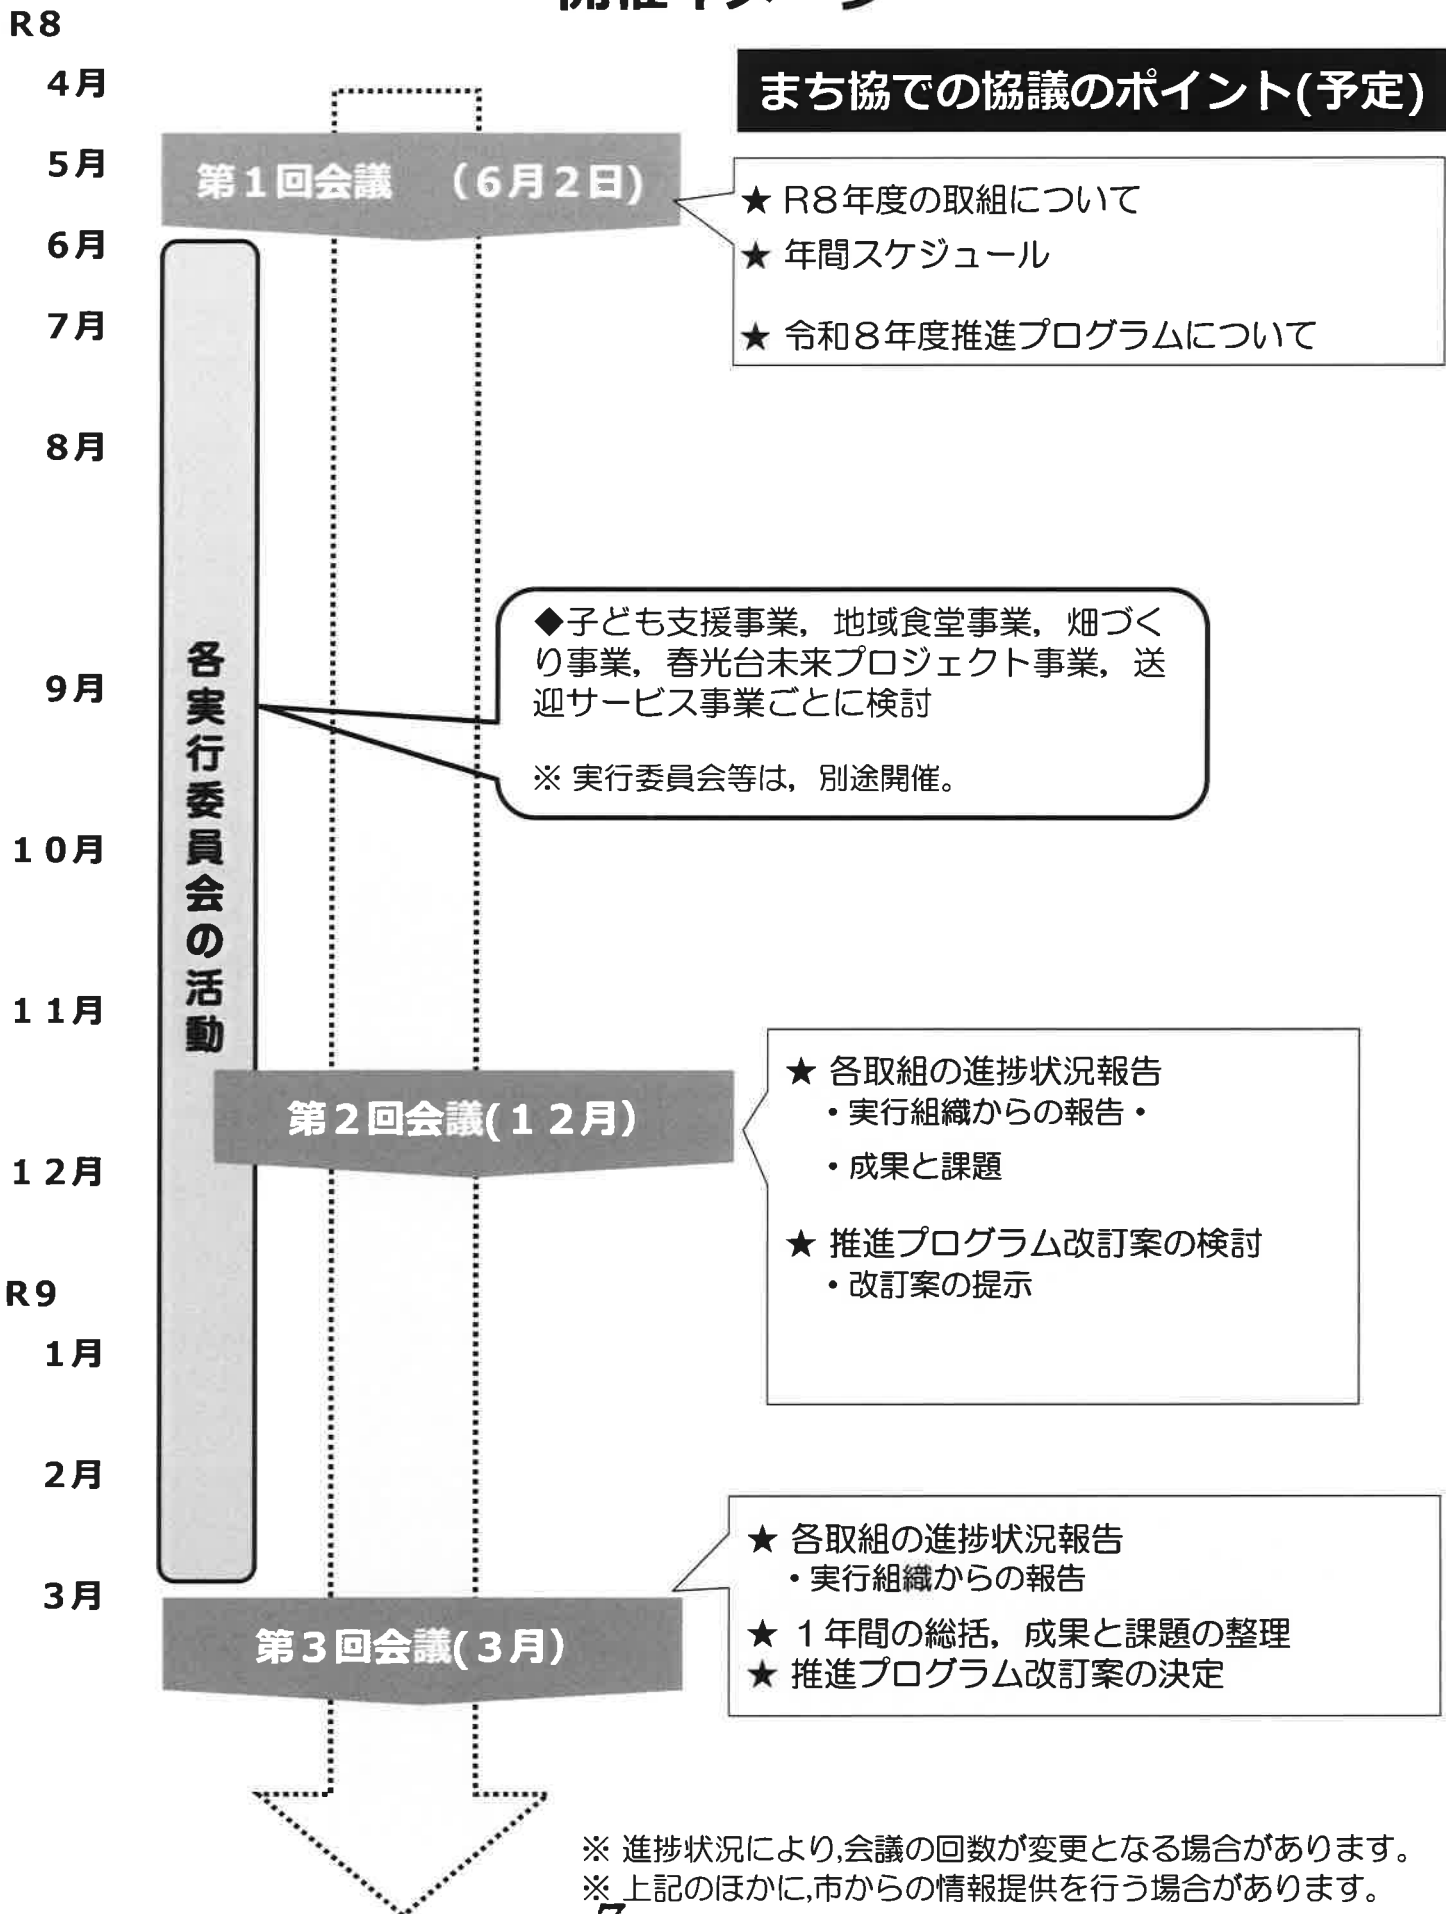 開催イメージ
R8
4月
5月
6月
7月
8月
9月
10月
11月
12月
R9
1月
2月
3月
まち協での協議のポイント(予定)
第1回会議 (6月2日)
★ R8年度の取組について
★ 年間スケジュール
★ 令和8年度推進プログラムについて
各実行委員会の活動
◆子ども支援事業，地域食堂事業，畑づく
り事業，春光台未来プロジェクト事業，送
迎サービス事業ごとに検討
※ 実行委員会等は，別途開催。
第2回会議(12月)
★ 各取組の進捗状況報告
・実行組織からの報告・
・成果と課題
★ 推進プログラム改訂案の検討
・改訂案の提示
第3回会議(3月)
★ 各取組の進捗状況報告
・実行組織からの報告
★ 1年間の総括，成果と課題の整理
★ 推進プログラム改訂案の決定
※ 進捗状況により,会議の回数が変更となる場合があります。
※ 上記のほかに,市からの情報提供を行う場合があります。
7